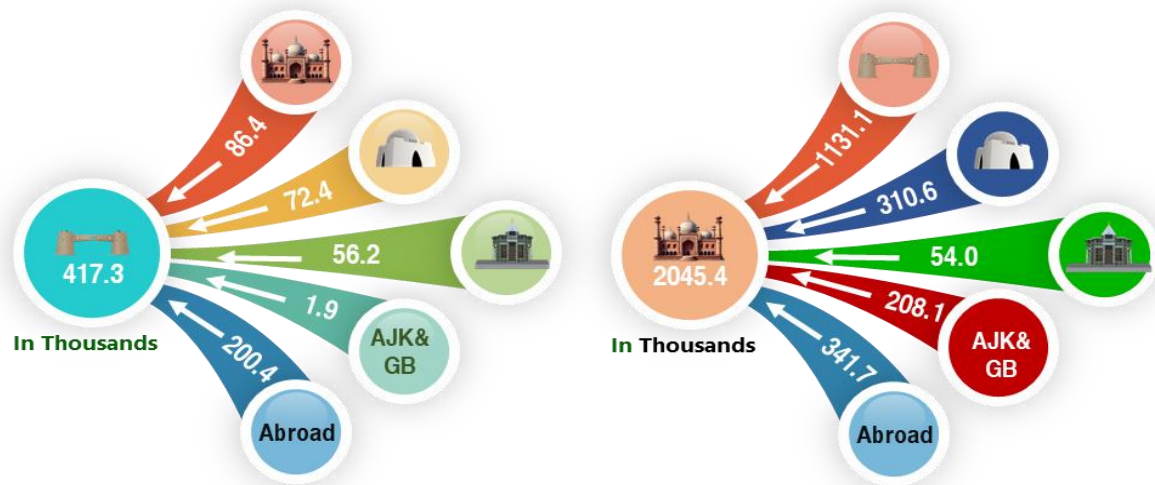 86.4
72.4
56.2
1.9
200.4
417.3
In Thousands
AJK&
GB
Abroad
1131.1
310.6
54.0
208.1
341.7
2045.4
In Thousands
AJK&
GB
Abroad